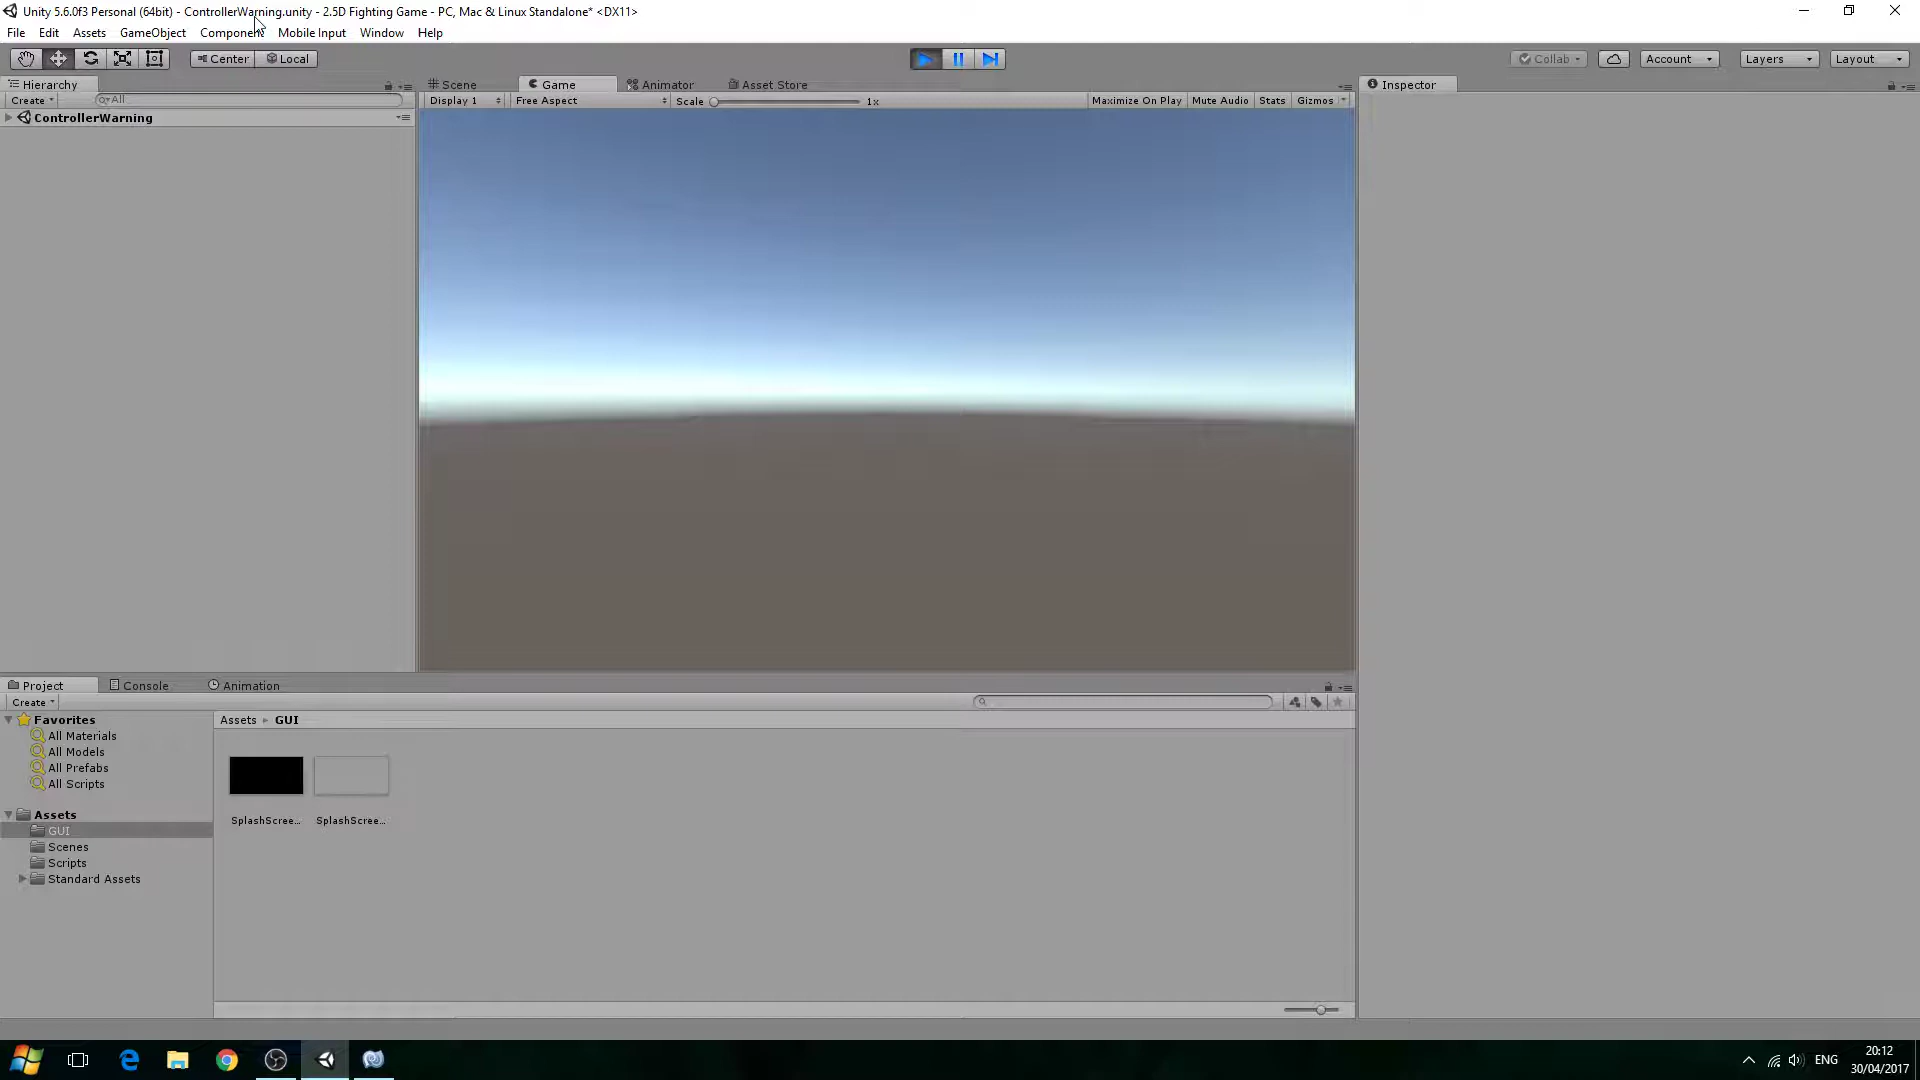 Unity 5.6.0f3 Personal (64bit) - ControllerWarning.unity - 2.5D Fighting Game - PC, Mac & Linux Standalone* <DX11>
File Edit Assets GameObject Component Mobile Input Window Help
Center Local Collab Account Layers Layout
Hierarchy Scene Game Animator Asset Store Inspector
Create All Display 1 Free Aspect Scale 1x Maximize On Play Mute Audio Stats Gizmos
ControllerWarning
Project Console Animation
Create
Favorites
All Materials
All Models
All Prefabs
All Scripts
Assets
GUI
Scenes
Scripts
Standard Assets
Assets GUI
SplashScree... SplashScree...
ENG
20:12
30/04/2017